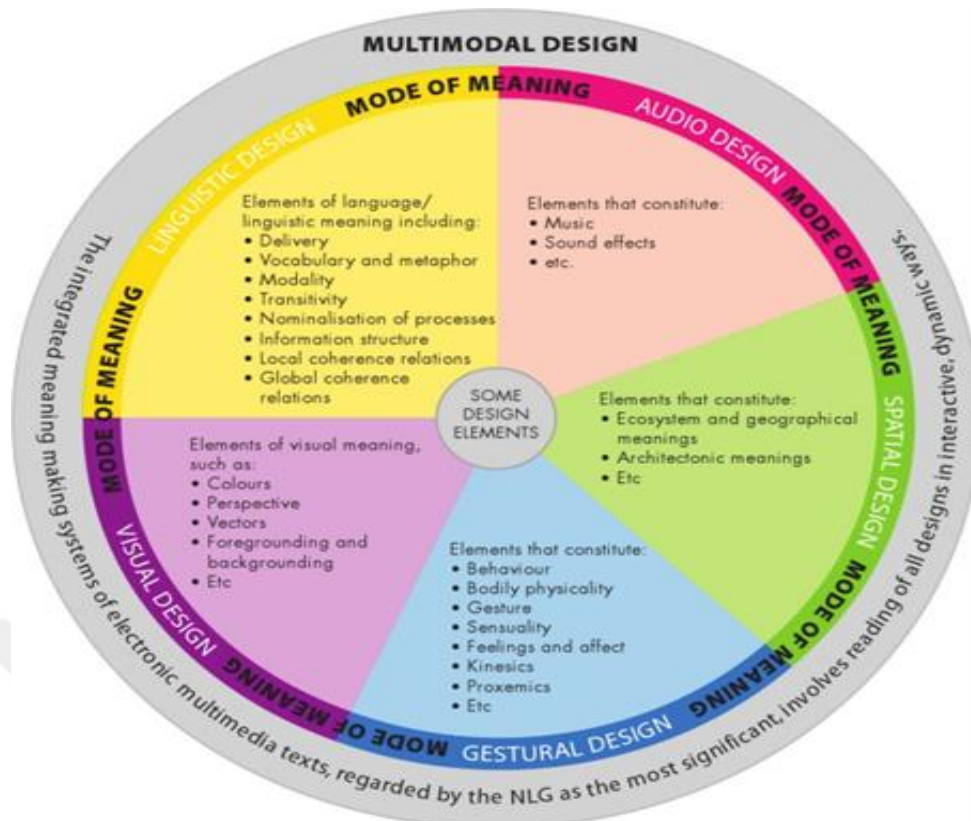 MULTIMODAL DESIGN
The integrated meaning making systems of electronic multimedia texts, regarded by the NLG as the most significant, involves reading of all designs in interactive, dynamic ways.
MODE OF MEANING
LINGUISTIC DESIGN
MODE OF MEANING
Elements of language/
linguistic meaning including:
• Delivery
• Vocabulary and metaphor
• Modality
• Transitivity
• Nominalisation of processes
• Information structure
• Local coherence relations
• Global coherence
relations
AUDIO DESIGN
MODE OF MEANING
Elements that constitute:
• Music
• Sound effects
• etc.
SOME
DESIGN
ELEMENTS
SPATIAL DESIGN
MODE OF MEANING
Elements that constitute:
• Ecosystem and geographical
meanings
• Architectonic meanings
• Etc
VISUAL DESIGN
MODE OF MEANING
Elements of visual meaning,
such as:
• Colours
• Perspective
• Vectors
• Foregrounding and
backgrounding
• Etc
GESTURAL DESIGN
MODE OF MEANING
Elements that constitute:
• Behaviour
• Bodily physicality
• Gesture
• Sensuality
• Feelings and affect
• Kinesics
• Proxemics
• Etc
MODE OF MEANING